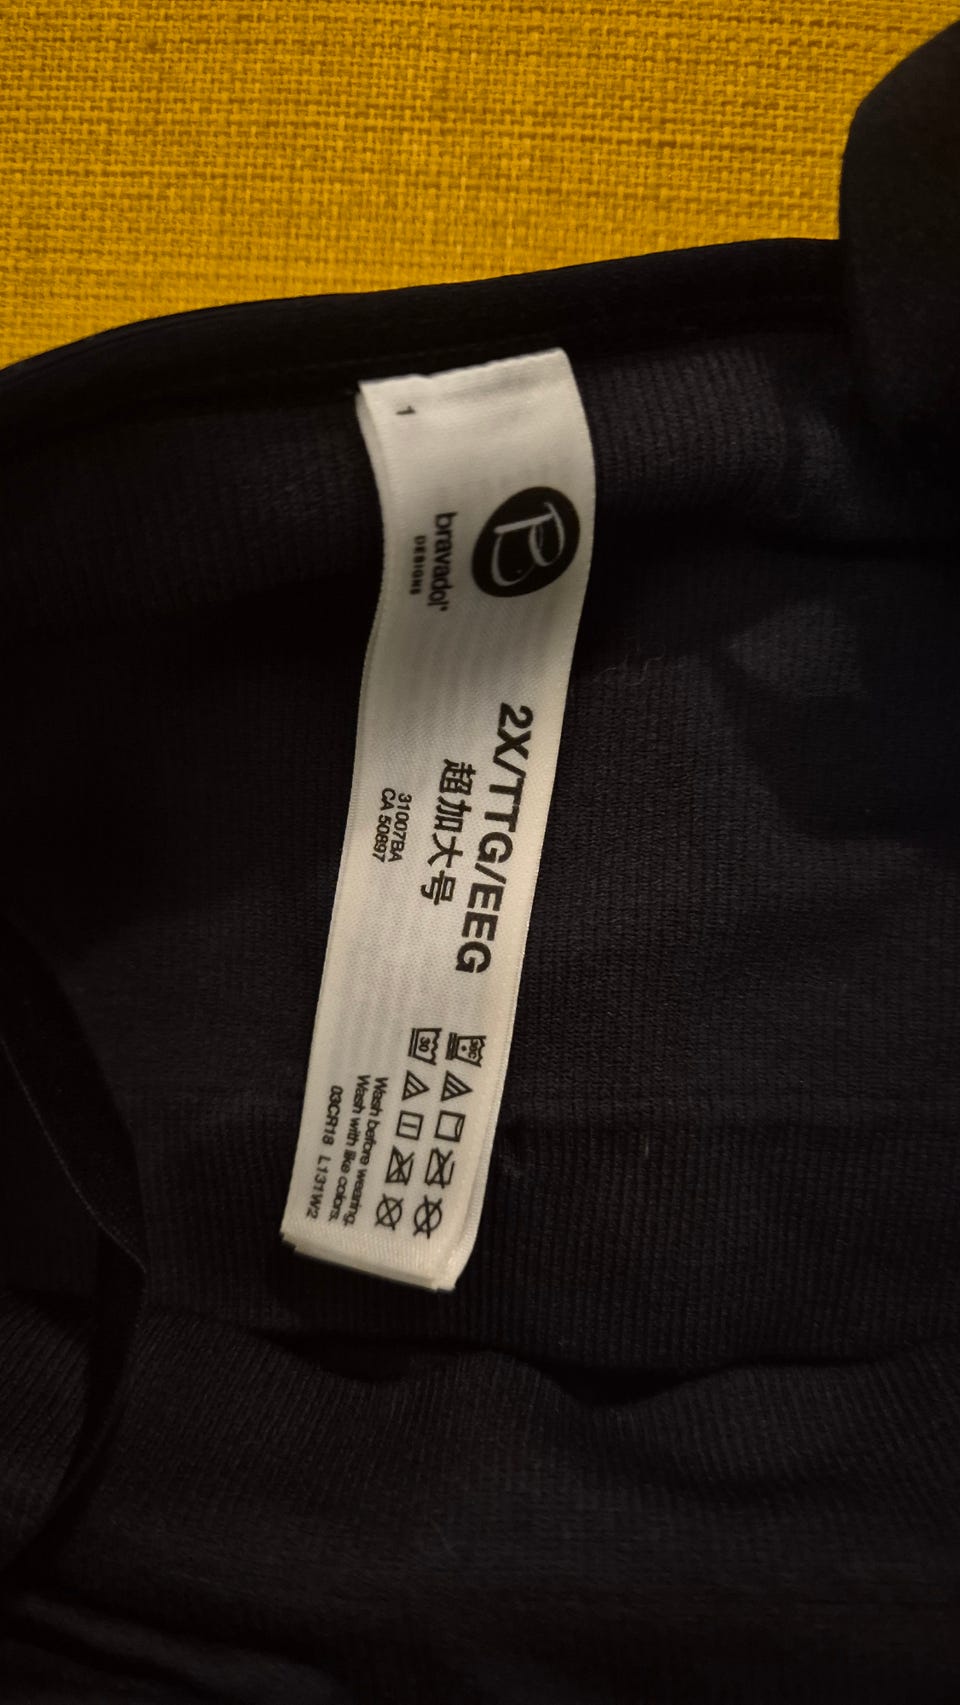 1
B
bravado!
DESIGNS
2X/TTG/EEG
超加大号
31007BA
CA 50897
30
Wash before wearing.
Wash with like colors.
03CR18 L131W2